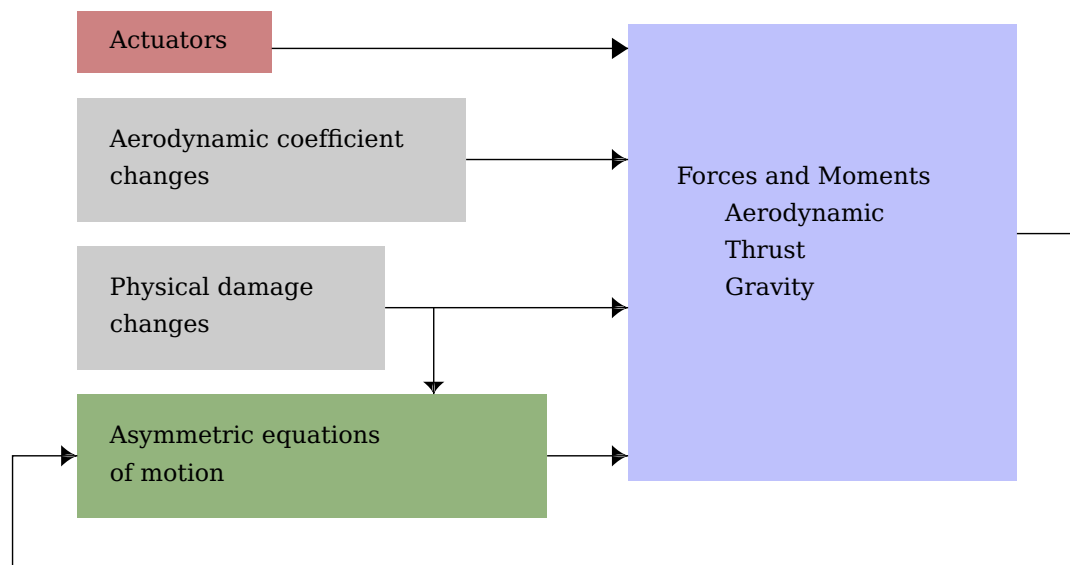 Actuators
Aerodynamic coefficient
changes
Forces and Moments
Aerodynamic
Thrust
Gravity
Physical damage
changes
Asymmetric equations
of motion